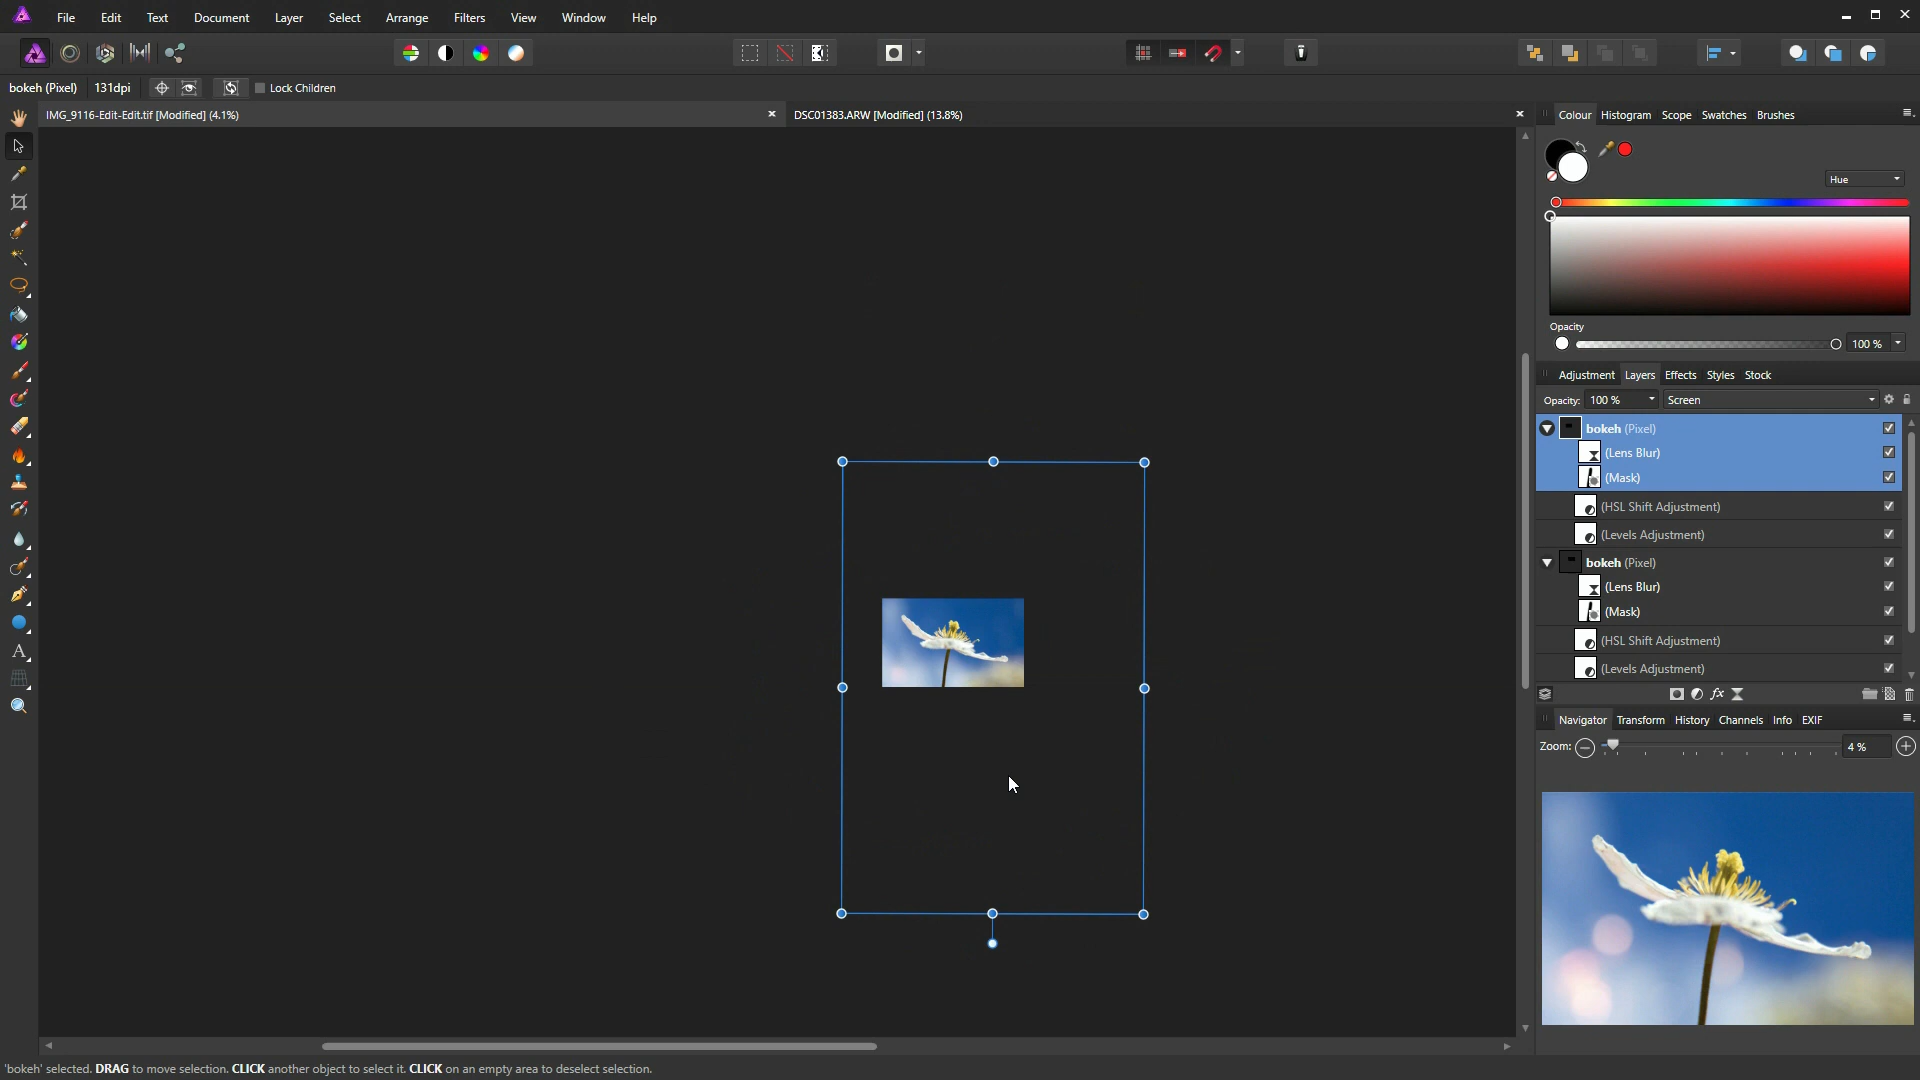 File Edit Text Document Layer Select Arrange Filters View Window Help
bokeh (Pixel) 131dpi Lock Children
IMG_9116-Edit-Edit.tif [Modified] (4.1%)
DSC01383.ARW [Modified] (13.8%)
Colour Histogram Scope Swatches Brushes
Hue
Opacity
100 %
Adjustment Layers Effects Styles Stock
Opacity: 100 % Screen
bokeh (Pixel)
(Lens Blur)
(Mask)
(HSL Shift Adjustment)
(Levels Adjustment)
bokeh (Pixel)
(Lens Blur)
(Mask)
(HSL Shift Adjustment)
(Levels Adjustment)
fx
Navigator Transform History Channels Info EXIF
Zoom: 4 %
'bokeh' selected. DRAG to move selection. CLICK another object to select it. CLICK on an empty area to deselect selection.